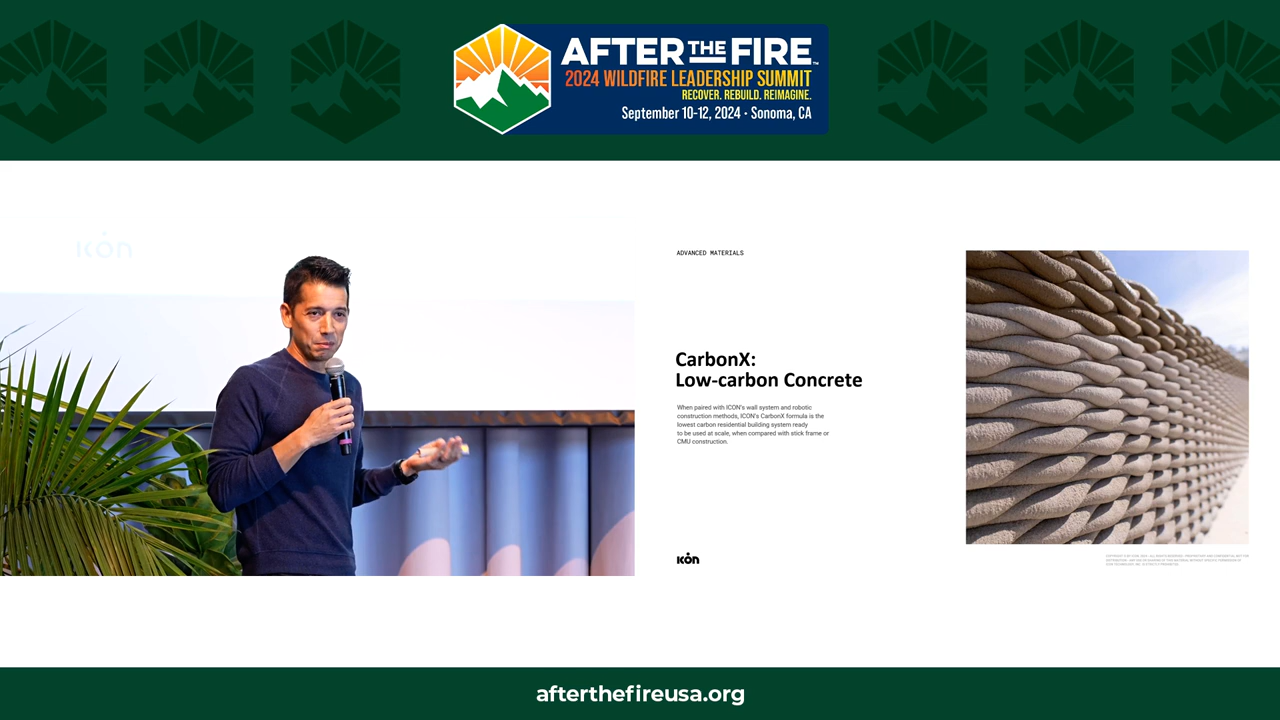 AFTER THE FIRE™
2024 WILDFIRE LEADERSHIP SUMMIT
RECOVER. REBUILD. REIMAGINE.
September 10-12, 2024 · Sonoma, CA
ICON
ADVANCED MATERIALS
CarbonX:
Low-carbon Concrete
When paired with ICON's wall system and robotic
construction methods, ICON's CarbonX formula is the
lowest carbon residential building system ready
to be used at scale, when compared with stick frame or
CMU construction.
ICON
afterthefireusa.org